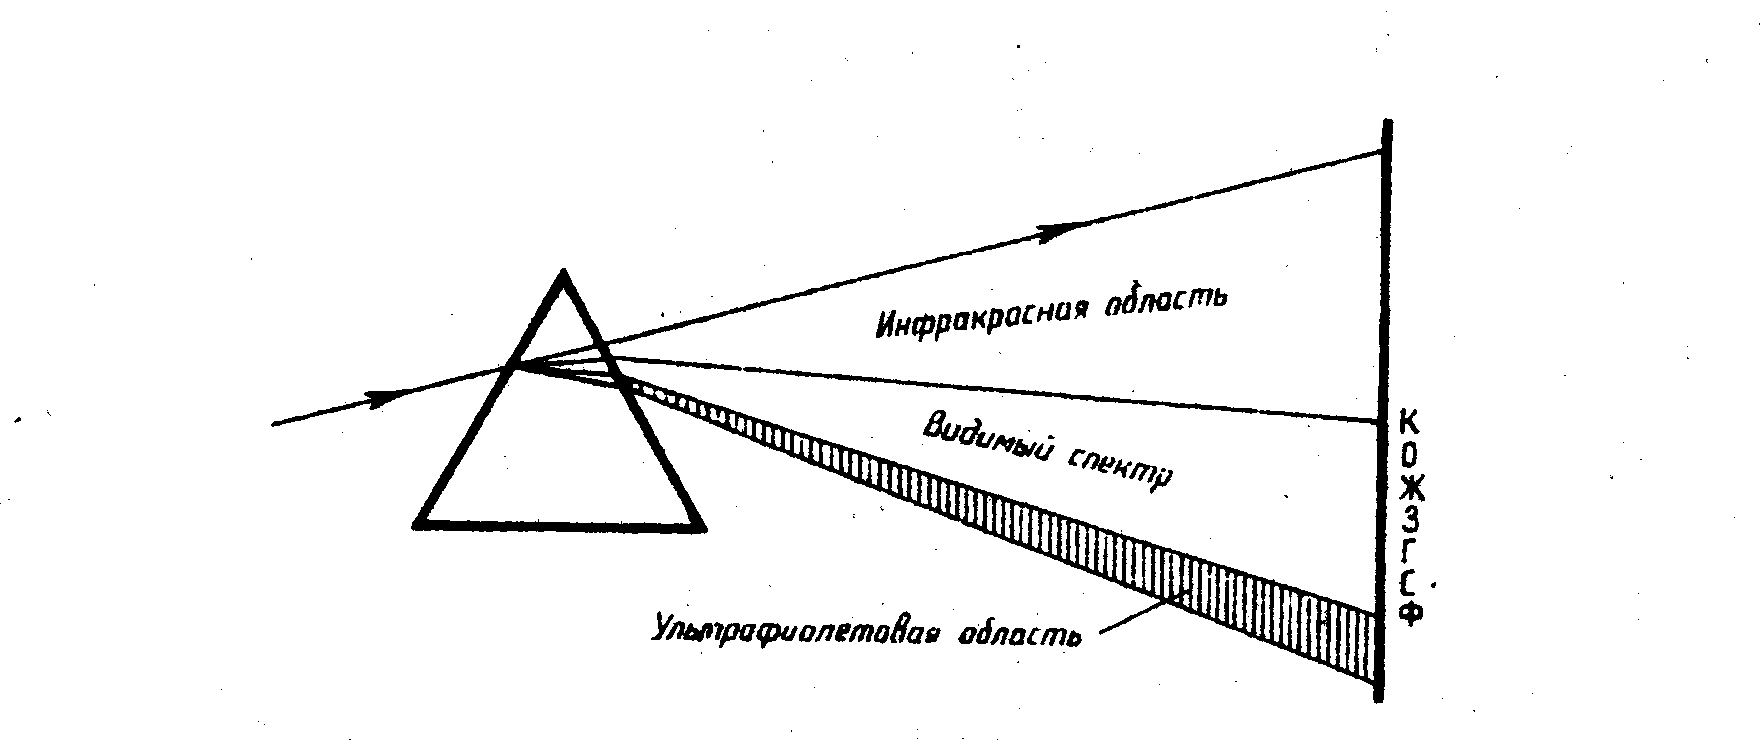 Инфракрасная область
Видимый спектр
К
О
Ж
З
Г
С
Ф
Ультрафиолетовая область